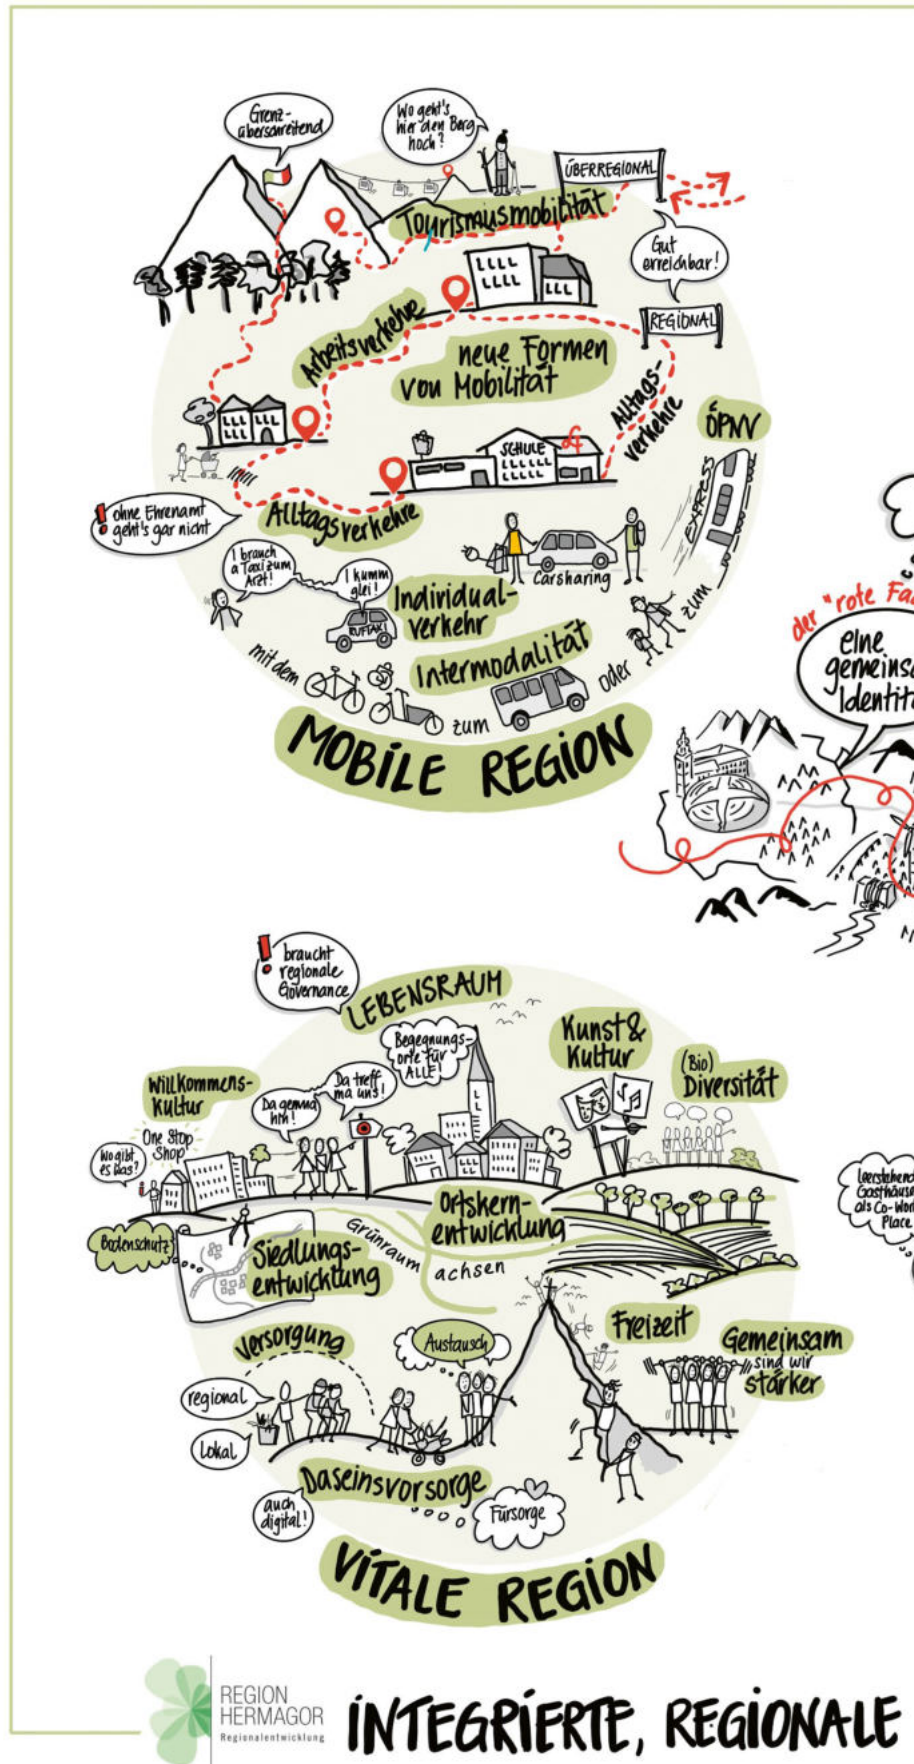 Grenz-
überschreitend
Wo geht's
hier den Berg
hoch?
ÜBERREGIONAL
Tourismusmobilität
Gut
erreichbar!
REGIONAL
Arbeitsverkehre
neue Formen
von Mobilität
Alltags-
verkehre
ÖPNV
SCHULE
EXPRESS
! ohne Ehrenamt
geht's gar nicht
Alltagsverkehre
I brauch
a Taxi zum
Arzt!
I kumm
glei!
RUFTAXI
Individual-
verkehr
Carsharing
Intermodalität
mit dem
zum
oder
zum
MOBILE REGION
der "rote Fa
eine
gemeinsa
Identitä
! braucht
regionale
Governance
LEBENSRAUM
Begegnungs-
orte für
ALLE!
Kunst &
Kultur
(Bio)
Diversität
Willkommens-
kultur
Da gemma
hin!
Da treff
ma uns!
One Stop
Shop
Wo gibt
es was?
Ortskern-
entwicklung
Bodenschutz
Siedlungs-
entwicklung
Grünraum
achsen
Leerstehend
Gasthäuse
als Co-Wor
Place
Versorgung
Austausch
Freizeit
Gemeinsam
sind wir
stärker
regional
Lokal
Daseinsvorsorge
auch
digital!
Fürsorge
VITALE REGION
REGION
HERMAGOR
Regionalentwicklung
INTEGRIERTE, REGIONALE